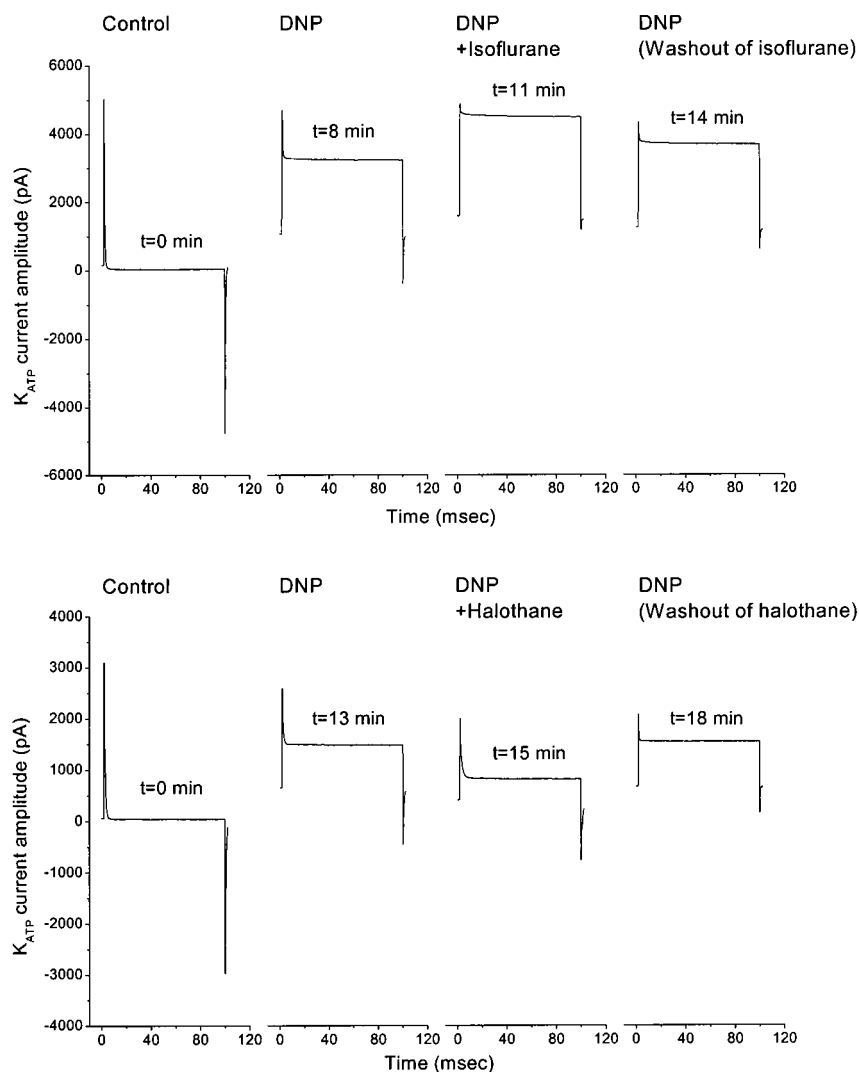 Control
DNP
DNP
+Isoflurane
DNP
(Washout of isoflurane)
6000
4000
2000
0
-2000
-4000
-6000
K_ATP current amplitude (pA)
t=0 min
t=8 min
t=11 min
t=14 min
0 40 80 120
0 40 80 120
0 40 80 120
0 40 80 120
Time (msec)
Control
DNP
DNP
+Halothane
DNP
(Washout of halothane)
4000
3000
2000
1000
0
-1000
-2000
-3000
-4000
K_ATP current amplitude (pA)
t=0 min
t=13 min
t=15 min
t=18 min
0 40 80 120
0 40 80 120
0 40 80 120
0 40 80 120
Time (msec)